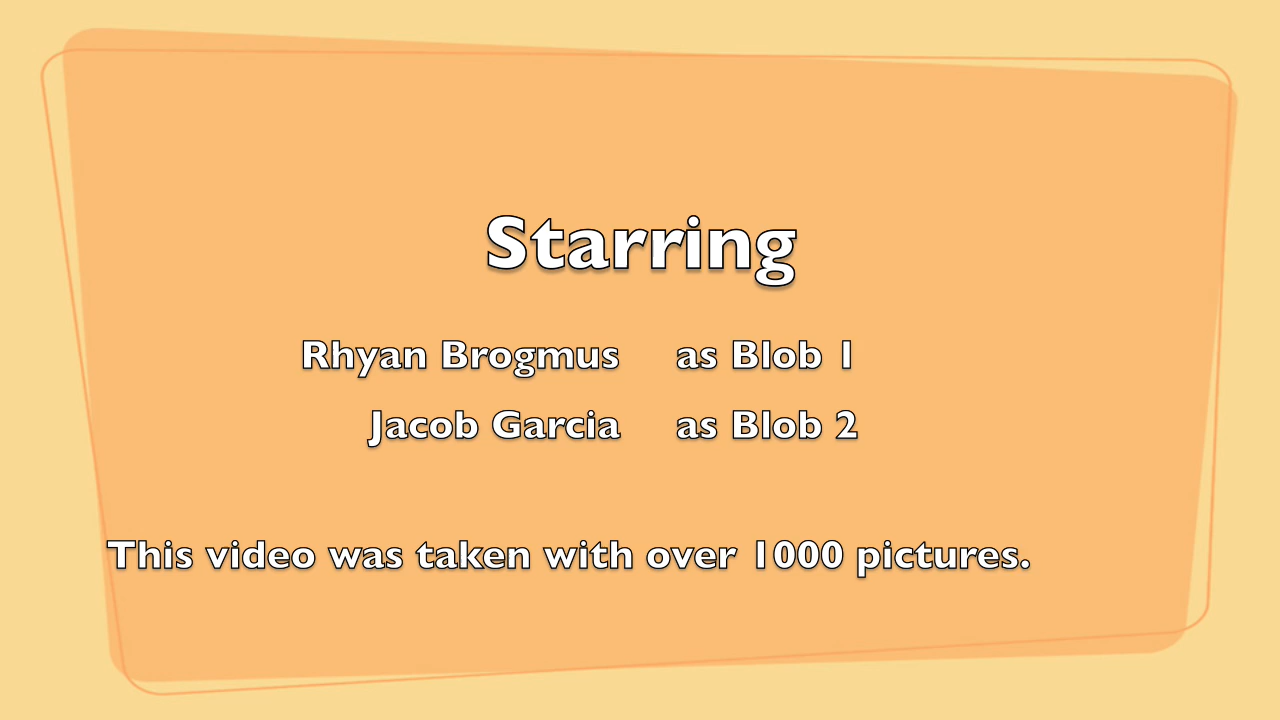 Starring
Rhyan Brogmus as Blob 1
Jacob Garcia as Blob 2
This video was taken with over 1000 pictures.